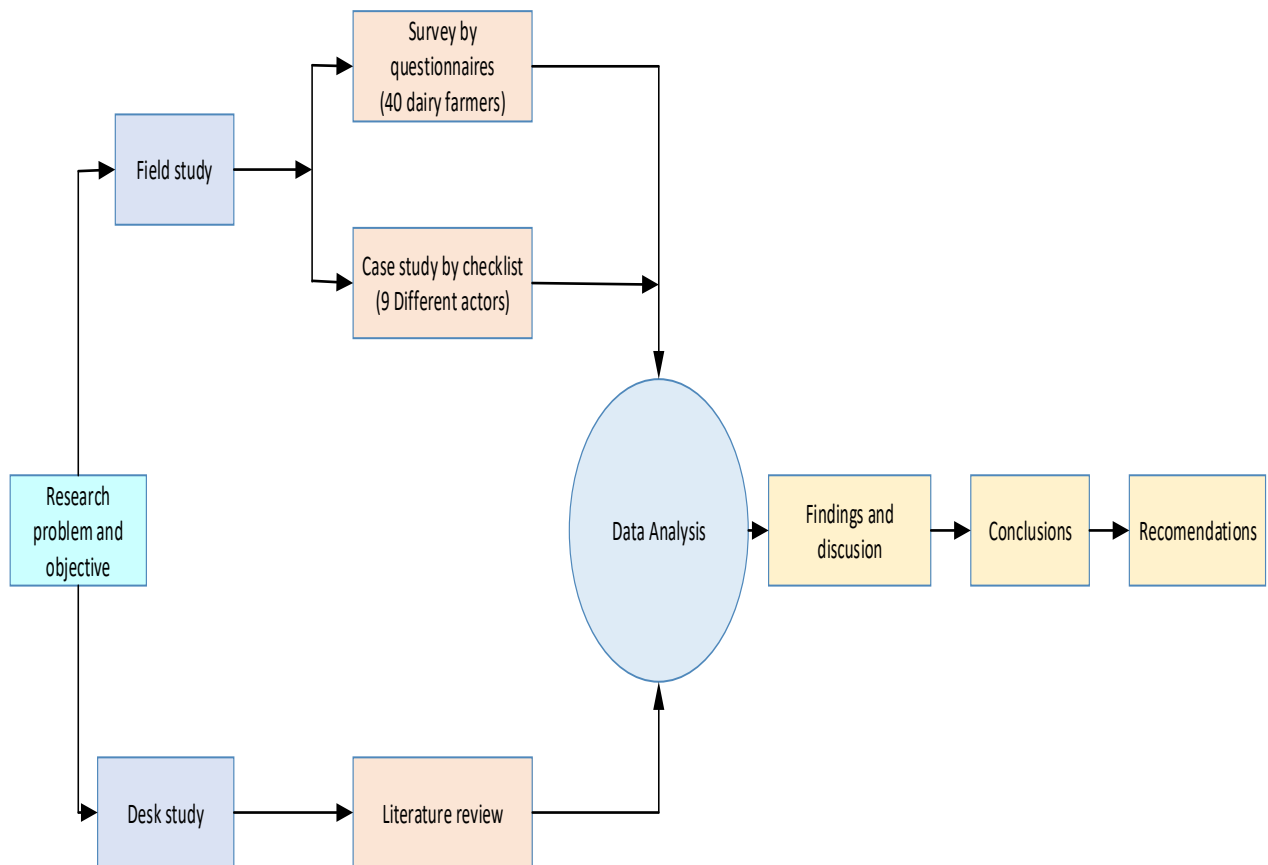 Survey by
questionnaires
(40 dairy farmers)
Field study
Case study by checklist
(9 Different actors)
Research
problem and
objective
Data Analysis
Findings and
discusion
Conclusions
Recomendations
Desk study
Literature review